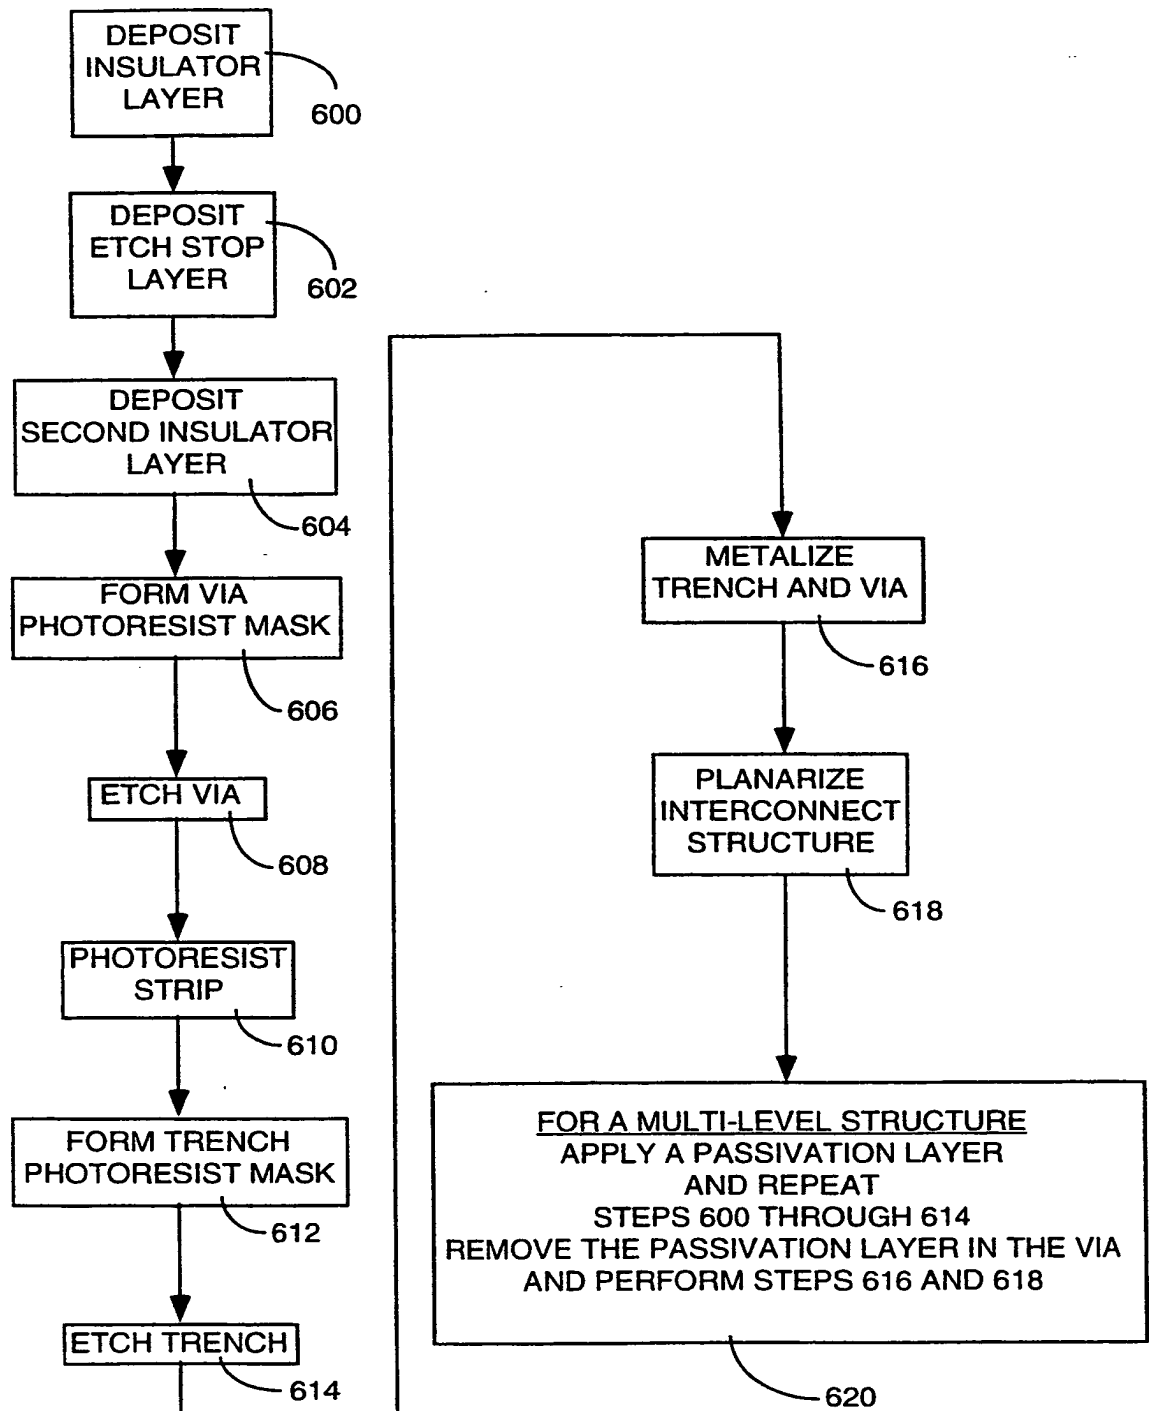 DEPOSIT
INSULATOR
LAYER
600
DEPOSIT
ETCH STOP
LAYER
602
DEPOSIT
SECOND INSULATOR
LAYER
604
FORM VIA
PHOTORESIST MASK
606
ETCH VIA
608
PHOTORESIST
STRIP
610
FORM TRENCH
PHOTORESIST MASK
612
ETCH TRENCH
614
METALIZE
TRENCH AND VIA
616
PLANARIZE
INTERCONNECT
STRUCTURE
618
FOR A MULTI-LEVEL STRUCTURE
APPLY A PASSIVATION LAYER
AND REPEAT
STEPS 600 THROUGH 614
REMOVE THE PASSIVATION LAYER IN THE VIA
AND PERFORM STEPS 616 AND 618
620